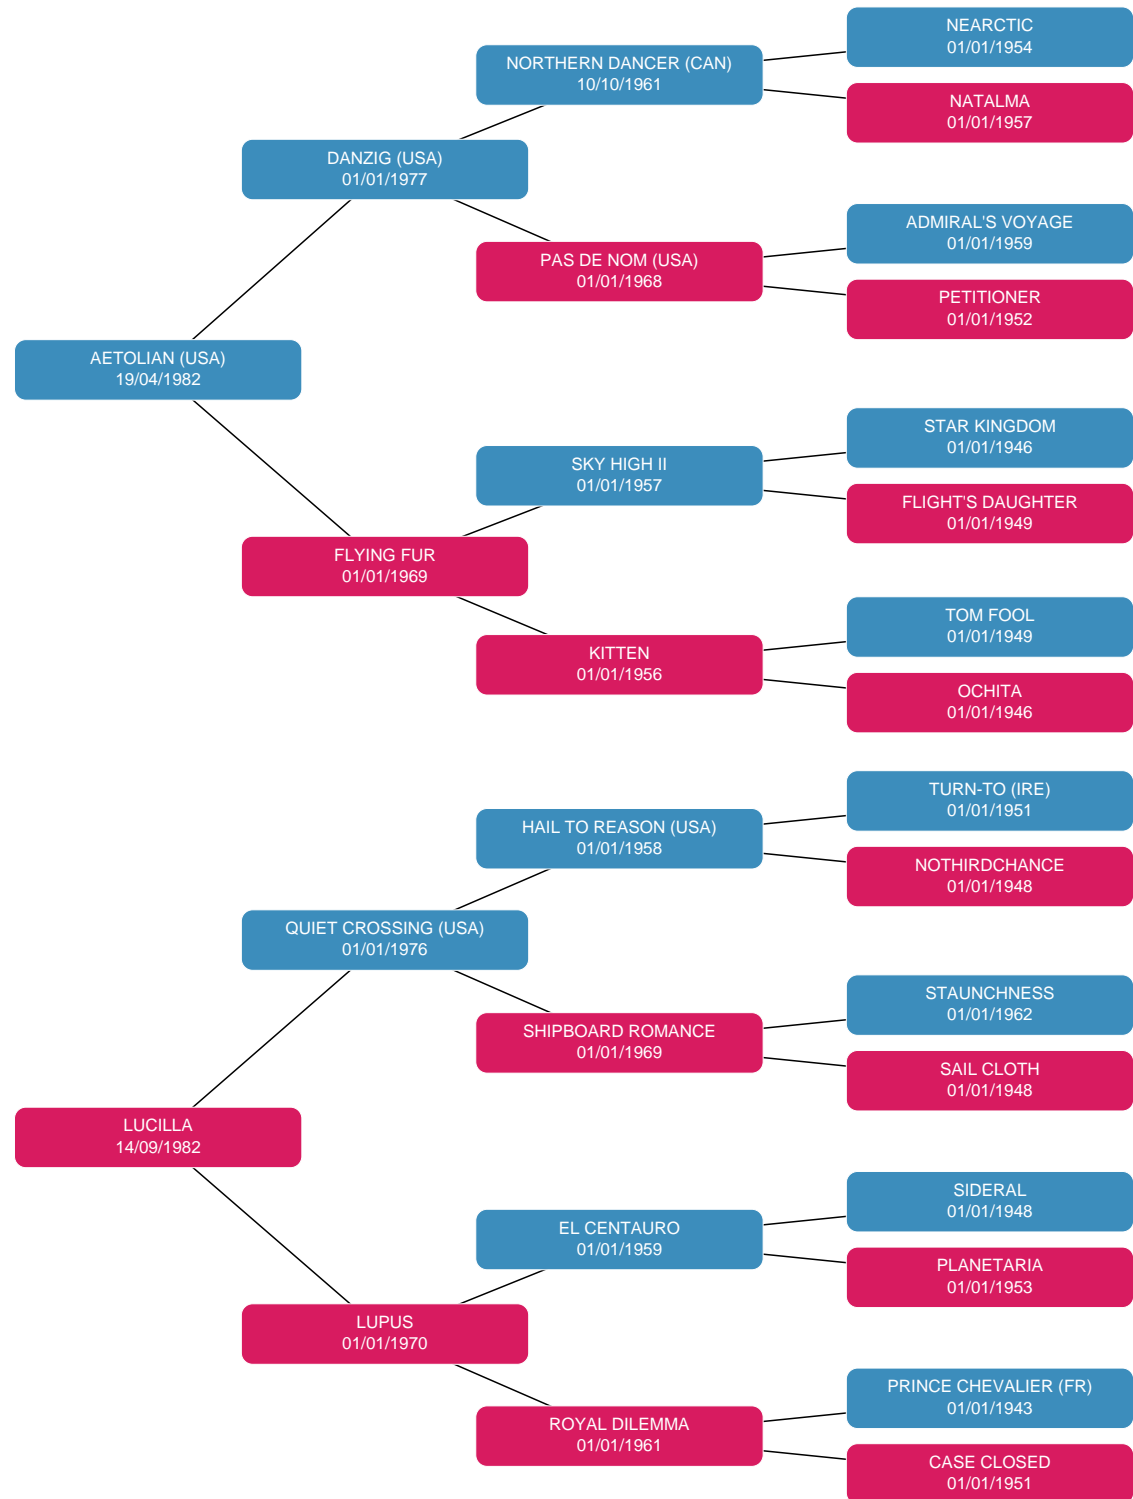 NEARCTIC
01/01/1954
NORTHERN DANCER (CAN)
10/10/1961
NATALMA
01/01/1957
DANZIG (USA)
01/01/1977
ADMIRAL'S VOYAGE
01/01/1959
PAS DE NOM (USA)
01/01/1968
PETITIONER
01/01/1952
AETOLIAN (USA)
19/04/1982
STAR KINGDOM
01/01/1946
SKY HIGH II
01/01/1957
FLIGHT'S DAUGHTER
01/01/1949
FLYING FUR
01/01/1969
TOM FOOL
01/01/1949
KITTEN
01/01/1956
OCHITA
01/01/1946
TURN-TO (IRE)
01/01/1951
HAIL TO REASON (USA)
01/01/1958
NOTHIRDCHANCE
01/01/1948
QUIET CROSSING (USA)
01/01/1976
STAUNCHNESS
01/01/1962
SHIPBOARD ROMANCE
01/01/1969
SAIL CLOTH
01/01/1948
LUCILLA
14/09/1982
SIDERAL
01/01/1948
EL CENTAURO
01/01/1959
PLANETARIA
01/01/1953
LUPUS
01/01/1970
PRINCE CHEVALIER (FR)
01/01/1943
ROYAL DILEMMA
01/01/1961
CASE CLOSED
01/01/1951